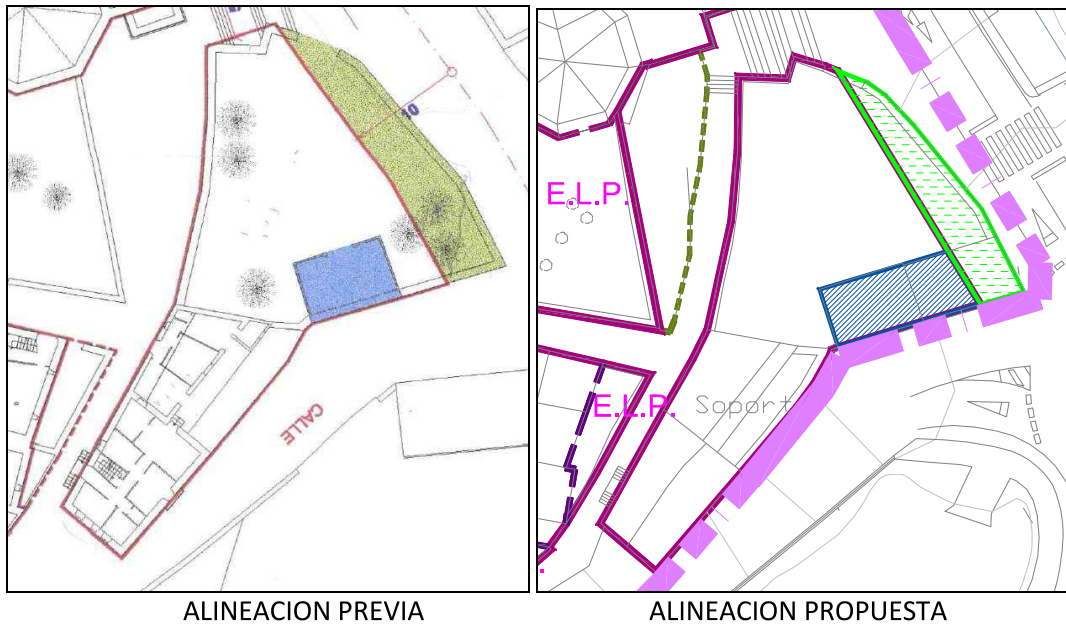 10
CALLE
E.L.P.
E.L.P.
Soport
ALINEACION PREVIA
ALINEACION PROPUESTA